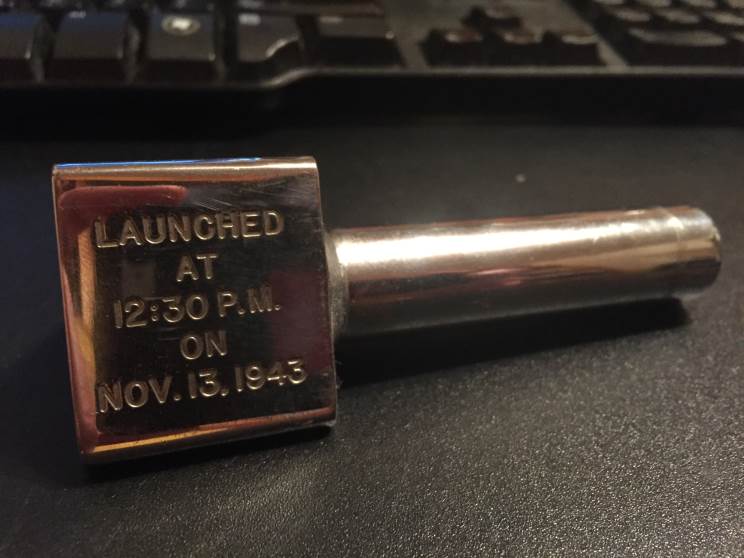 LAUNCHED
AT
12:30 P.M.
ON
NOV. 13, 1943